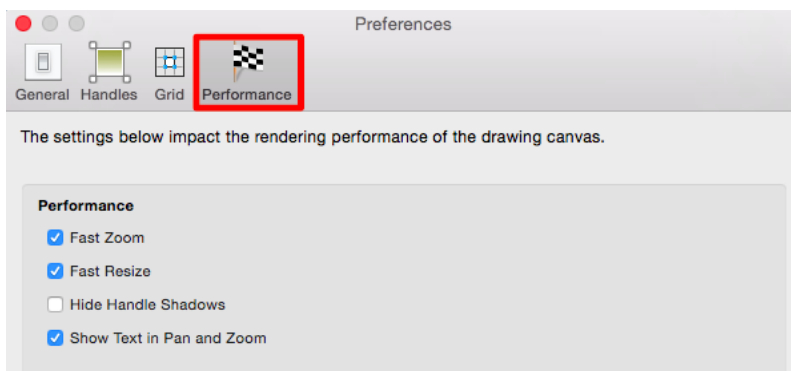 Preferences
General Handles Grid Performance
The settings below impact the rendering performance of the drawing canvas.
Performance
Fast Zoom
Fast Resize
Hide Handle Shadows
Show Text in Pan and Zoom